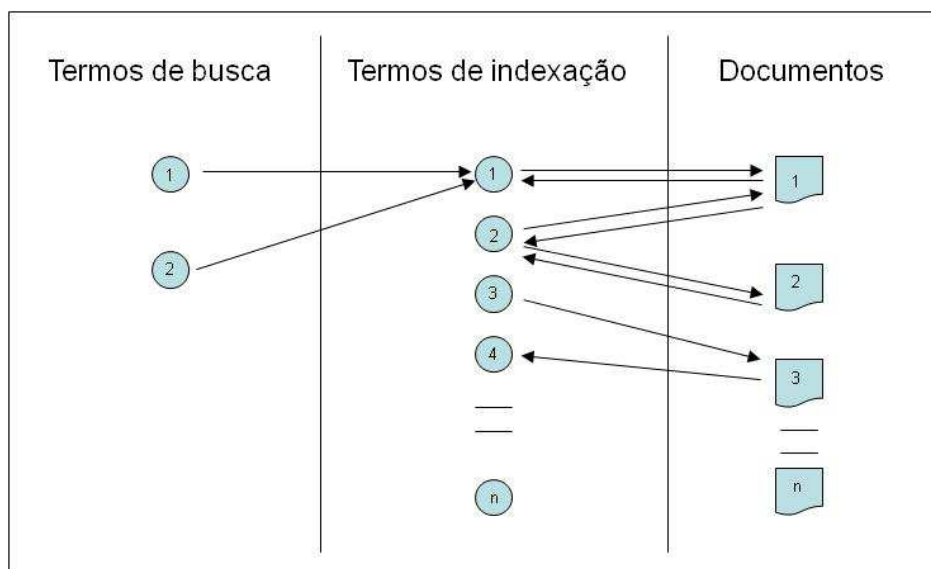 Termos de busca
Termos de indexação
Documentos
1
1
1
2
2
2
3
3
4
n
n